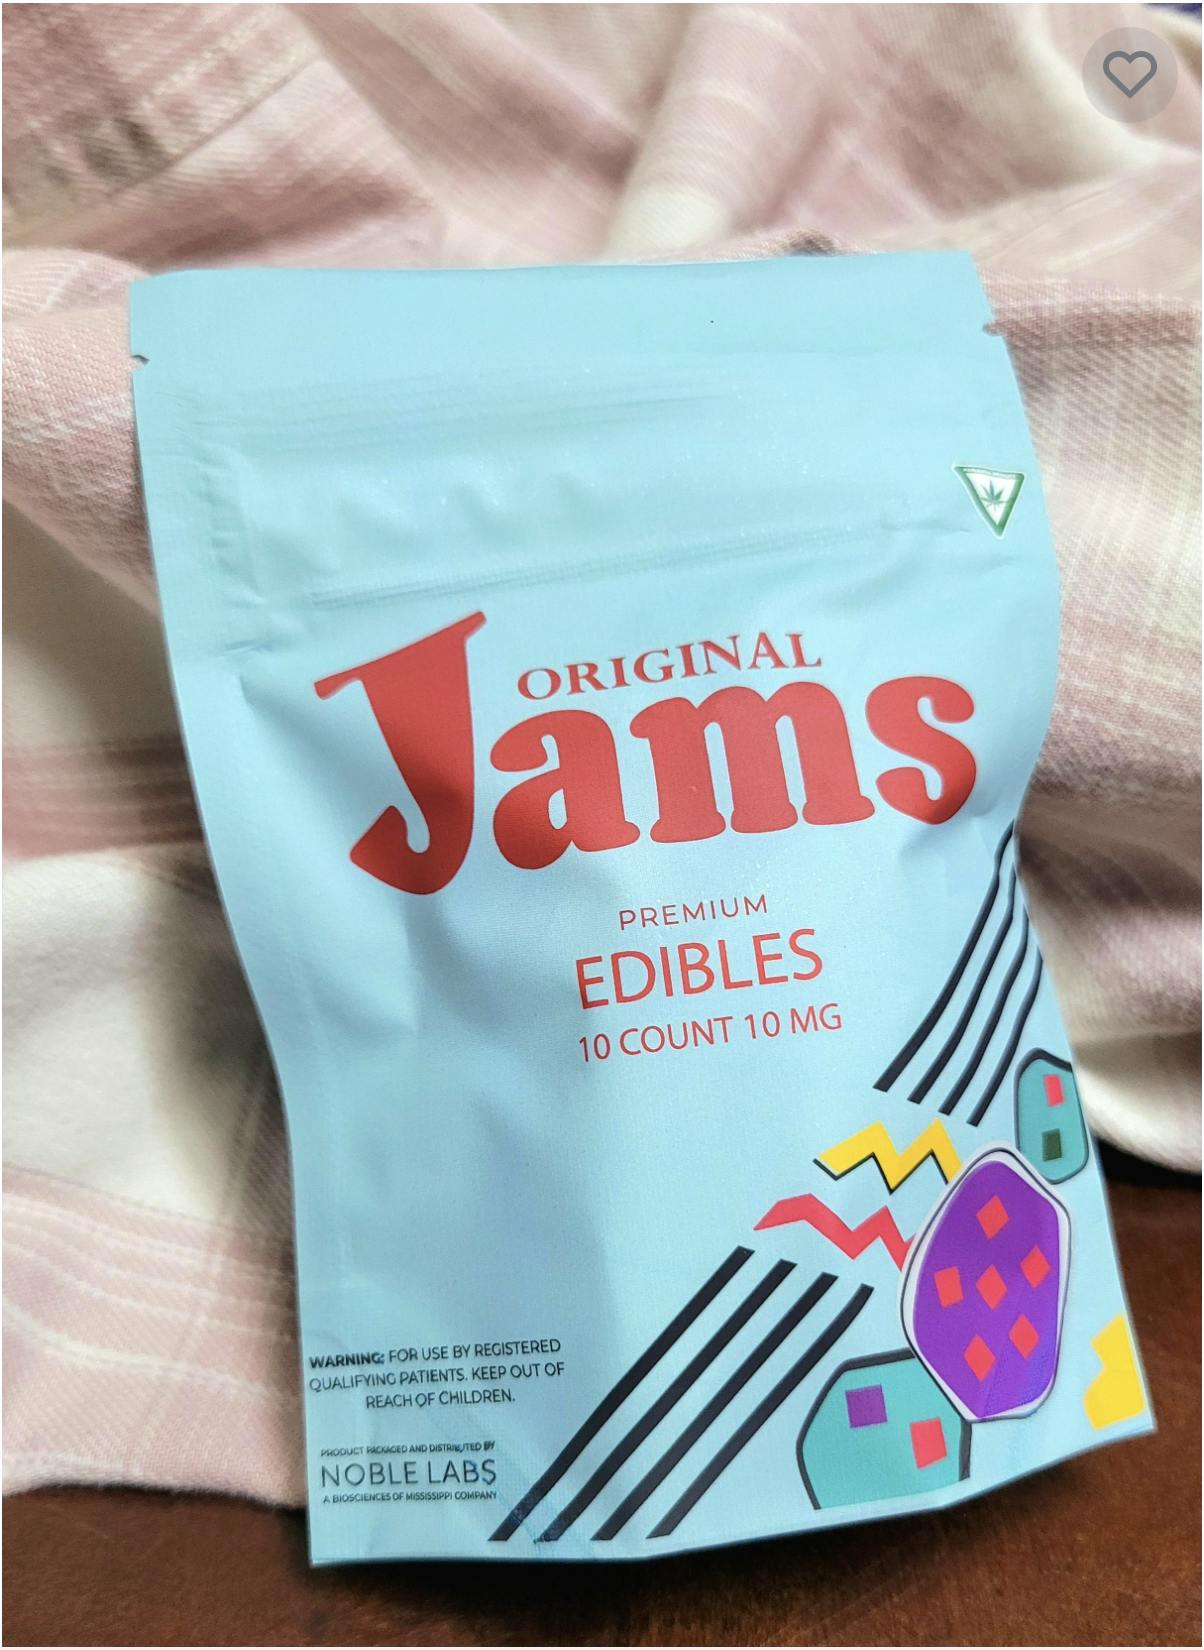 ORIGINAL
Jams
PREMIUM
EDIBLES
10 COUNT 10 MG
WARNING: FOR USE BY REGISTERED
QUALIFYING PATIENTS. KEEP OUT OF
REACH OF CHILDREN.
PRODUCT PACKAGED AND DISTRIBUTED BY
NOBLE LABS
A BIOSCIENCES OF MISSISSIPPI COMPANY